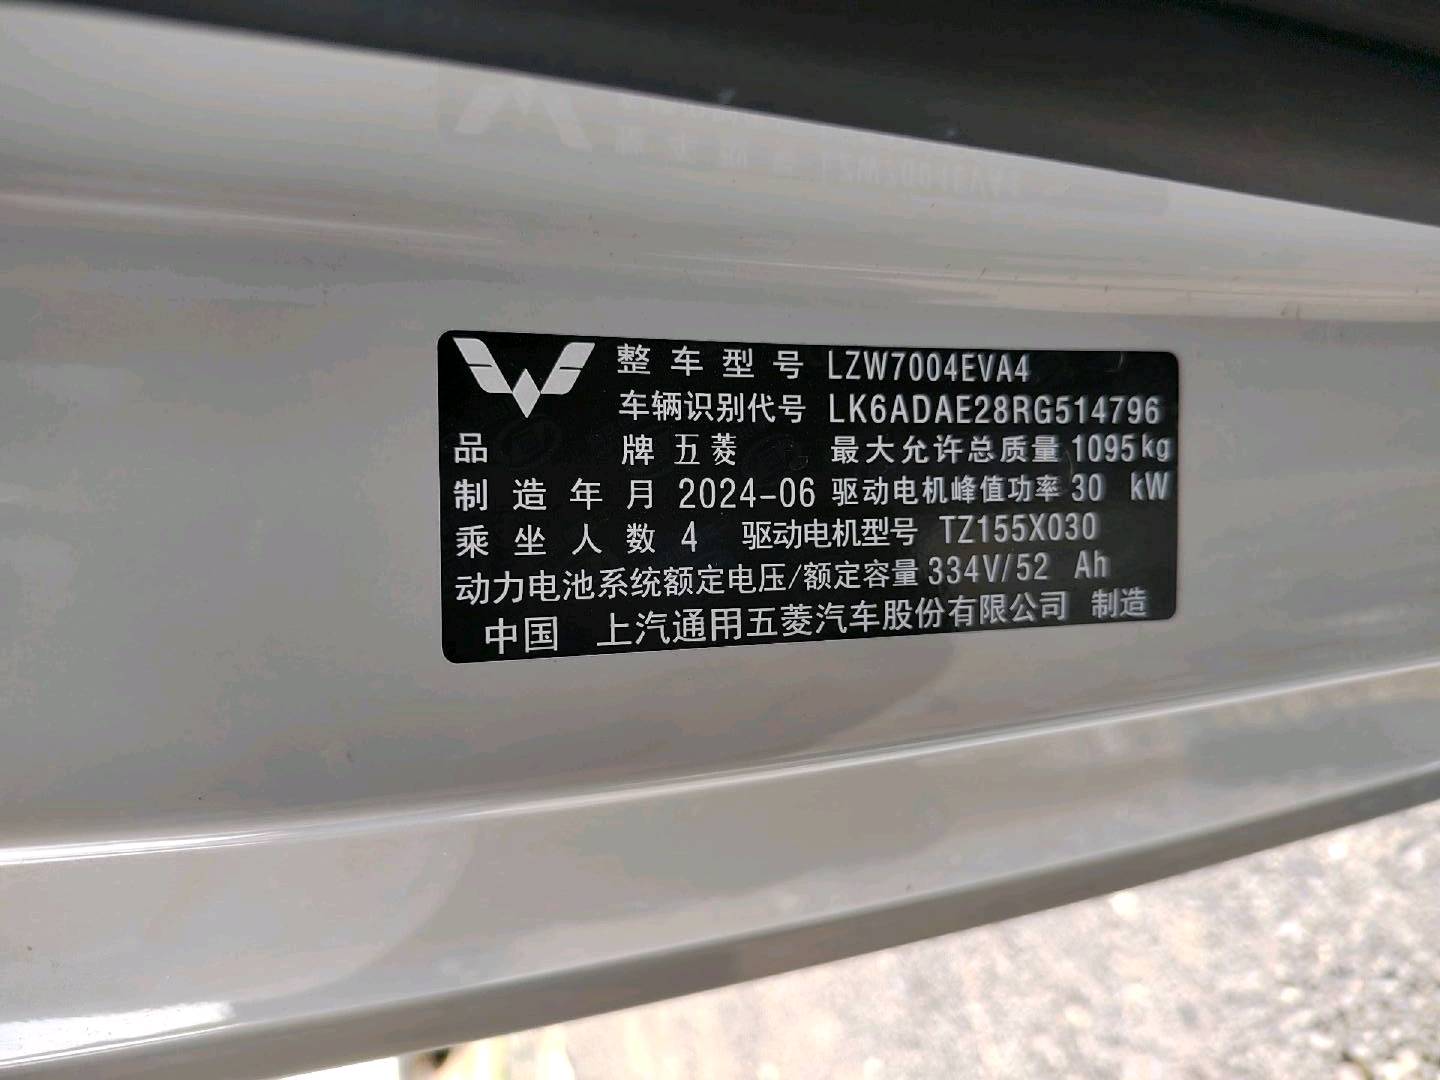 整车型号 LZW7004EVA4
车辆识别代号 LK6ADAE28RG514796
品牌 五菱 最大允许总质量 1095kg
制造年月 2024-06 驱动电机峰值功率 30 kW
乘坐人数 4 驱动电机型号 TZ155X030
动力电池系统额定电压/额定容量 334V/52 Ah
中国 上汽通用五菱汽车股份有限公司 制造